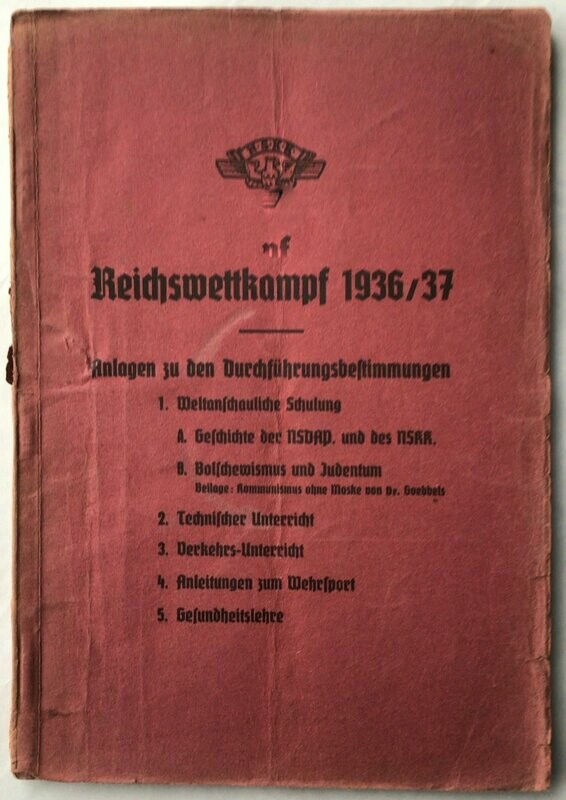 N.S.K.K.
nf
Reichswettkampf 1936/37
Anlagen zu den Durchführungsbestimmungen
1. Weltanschauliche Schulung
A. Geschichte der NSDAP. und des NSKK.
B. Bolschewismus und Judentum
Beilage: Kommunismus ohne Maske von Dr. Goebbels
2. Technischer Unterricht
3. Verkehrs-Unterricht
4. Anleitungen zum Wehrsport
5. Gesundheitslehre